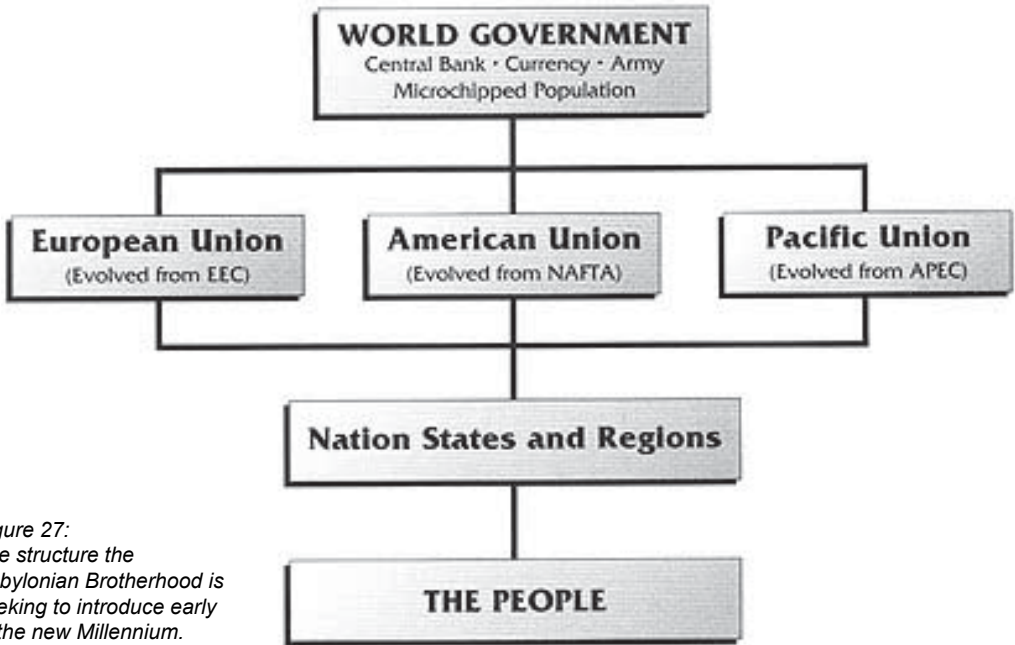 WORLD GOVERNMENT
Central Bank • Currency • Army
Microchipped Population
European Union
(Evolved from EEC)
American Union
(Evolved from NAFTA)
Pacific Union
(Evolved from APEC)
Nation States and Regions
THE PEOPLE
gure 27:
e structure the
bylonian Brotherhood is
eking to introduce early
the new Millennium.